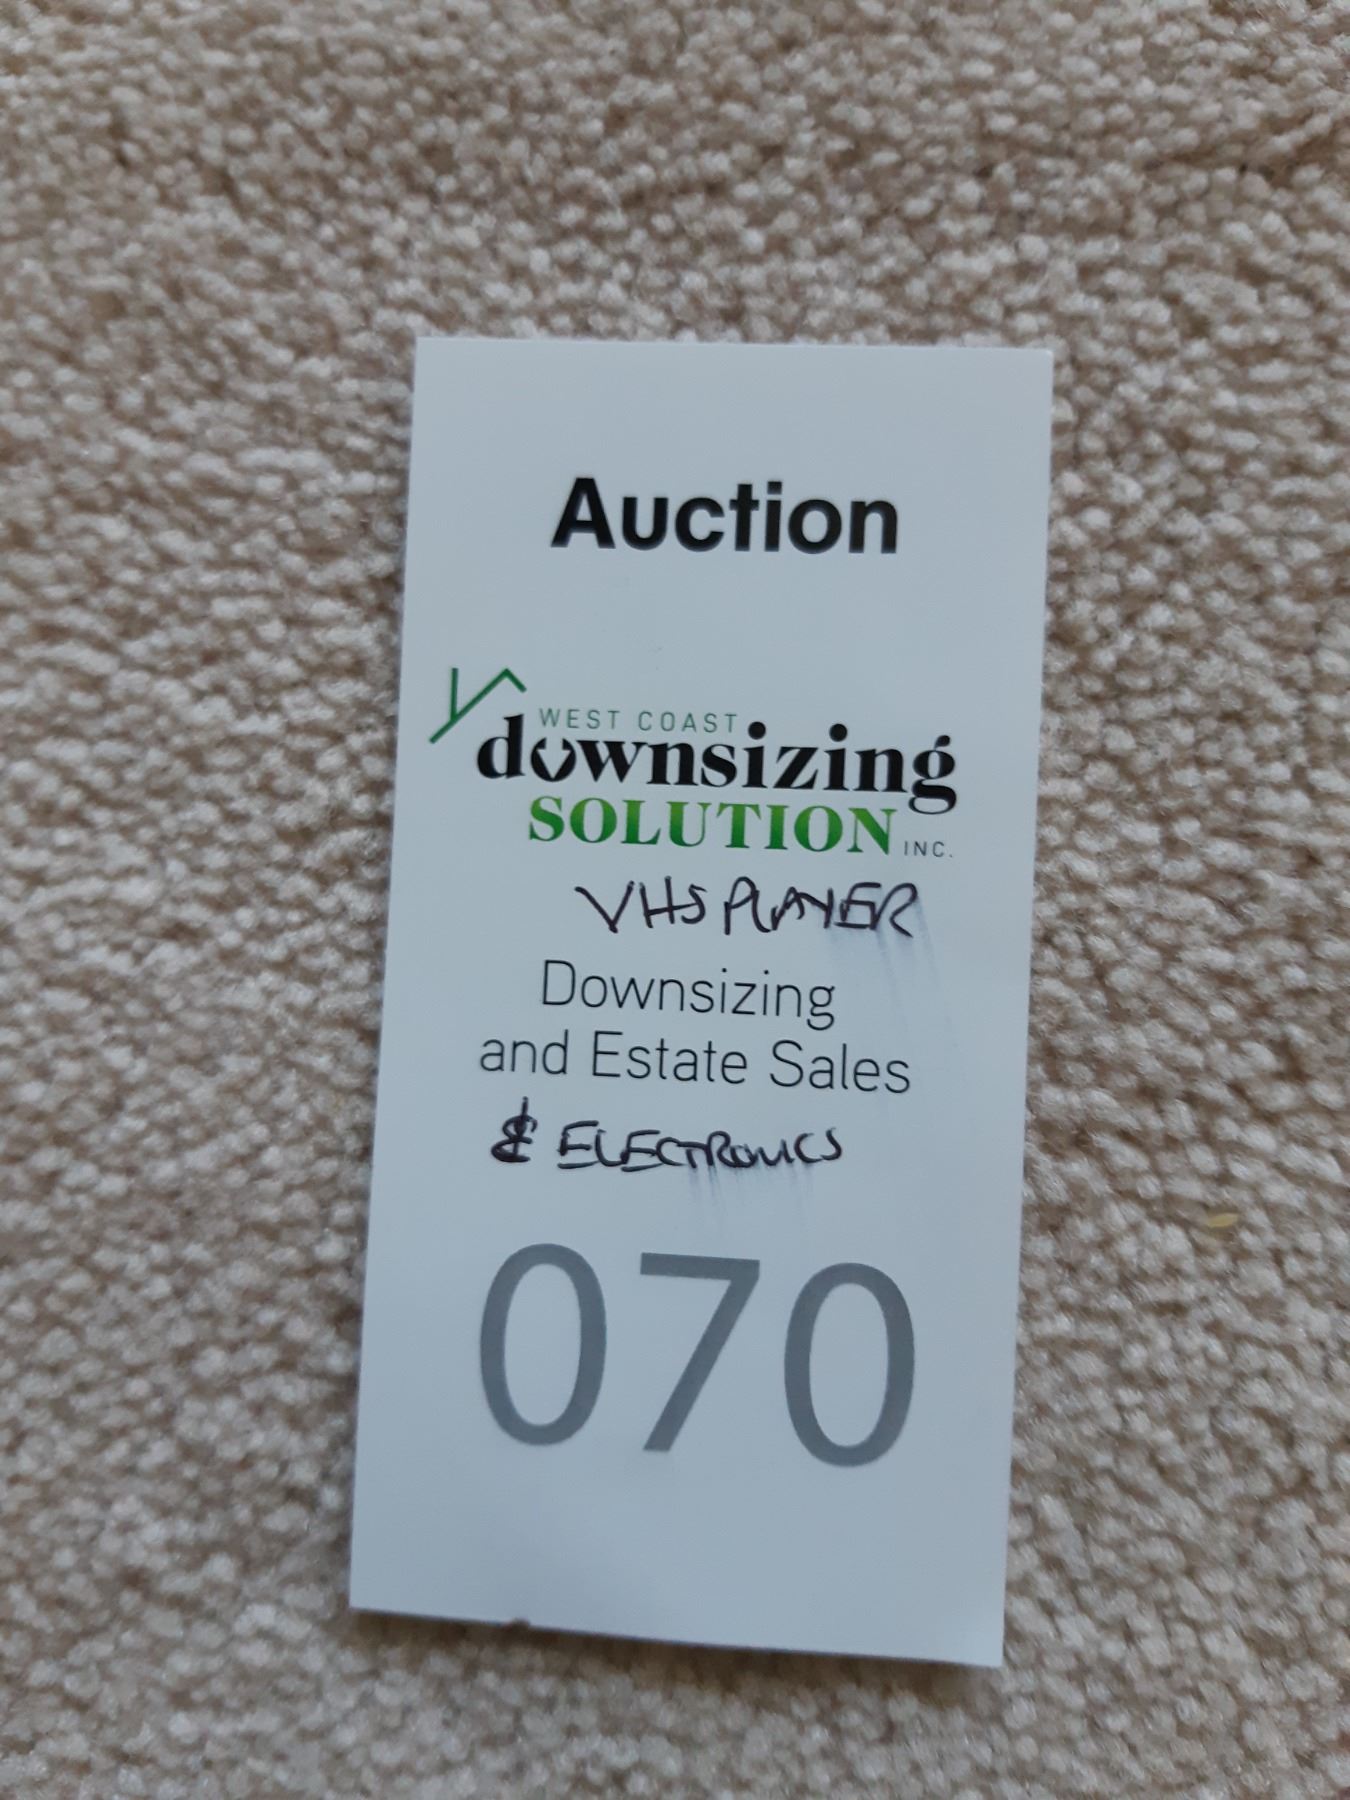 Auction
WEST COAST
downsizing
SOLUTION INC.
VHS PLAYER
Downsizing
and Estate Sales
& ELECTRONICS
070